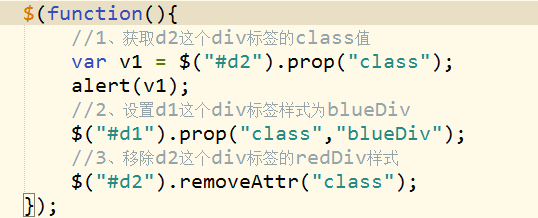 $(function(){
//1、获取d2这个div标签的class值
var v1 = $("#d2").prop("class");
alert(v1);
//2、设置d1这个div标签样式为blueDiv
$("#d1").prop("class","blueDiv");
//3、移除d2这个div标签的redDiv样式
$("#d2").removeAttr("class");
});